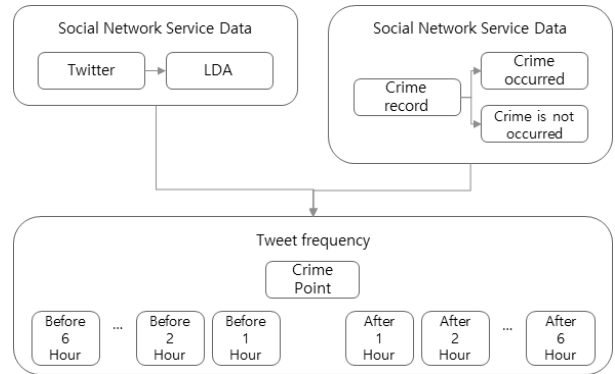 Social Network Service Data
Twitter
LDA
Social Network Service Data
Crime
record
Crime
occurred
Crime is not
occurred
Tweet frequency
Crime
Point
Before
6
Hour
...
Before
2
Hour
Before
1
Hour
After
1
Hour
After
2
Hour
...
After
6
Hour